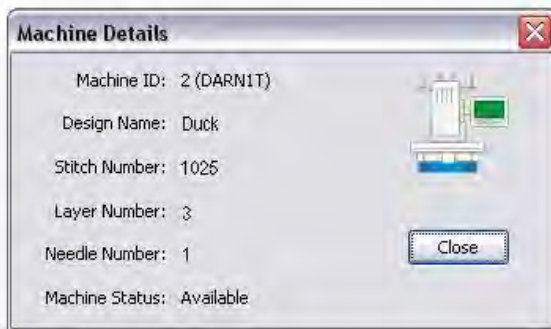 Machine Details
Machine ID: 2 (DARN1T)
Design Name: Duck
Stitch Number: 1025
Layer Number: 3
Needle Number: 1
Close
Machine Status: Available